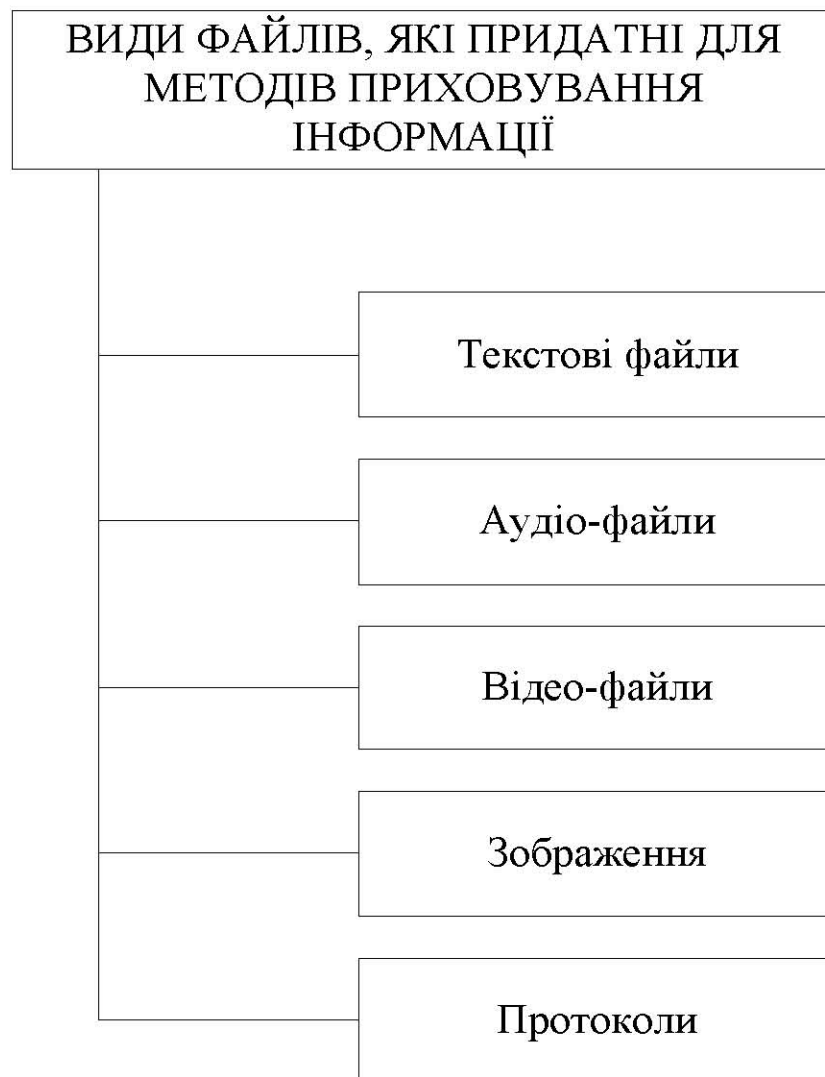 ВИДИ ФАЙЛІВ, ЯКІ ПРИДАТНІ ДЛЯ
МЕТОДІВ ПРИХОВУВАННЯ
ІНФОРМАЦІЇ
Текстові файли
Аудіо-файли
Відео-файли
Зображення
Протоколи